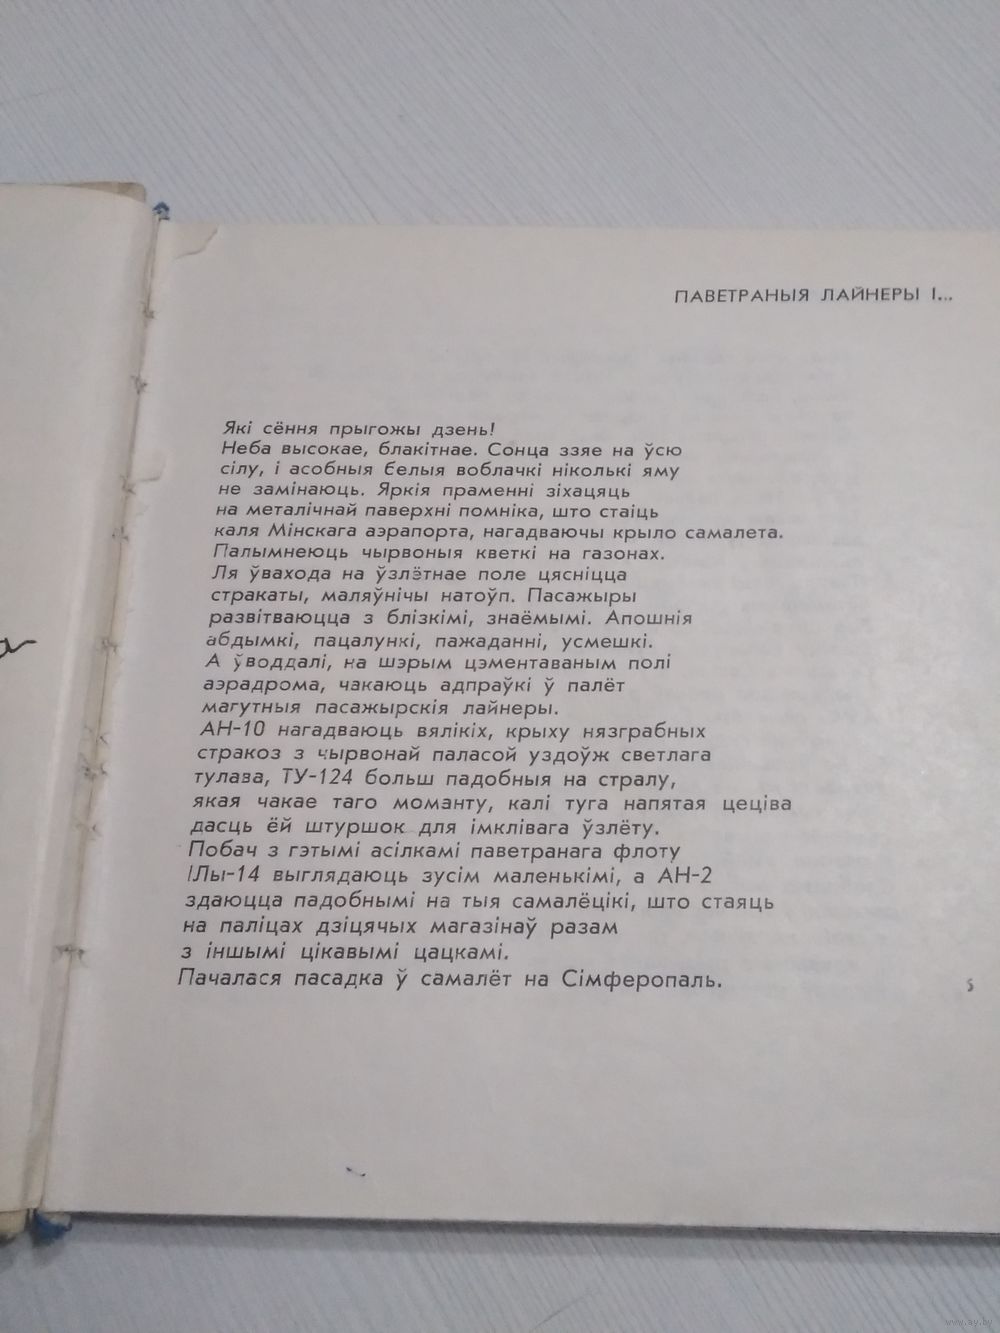 ПАВЕТРАНЫЯ ЛАЙНЕРЫ І...
Які сёння прыгожы дзень!
Неба высокае, блакітнае. Сонца ззяе на ўсю
сілу, і асобныя белыя воблачкі ніколькі яму
не замінаюць. Яркія праменні зіхацяць
на металічнай паверхні помніка, што стаіць
каля Мінскага аэрапорта, нагадваючы крыло самалета.
Палымнеюць чырвоныя кветкі на газонах.
Ля ўвахода на ўзлётнае поле цясніцца
стракаты, маляўнічы натоўп. Пасажыры
развітваюцца з блізкімі, знаёмымі. Апошнія
абдымкі, пацалункі, пажаданні, усмешкі.
А ўводдалі, на шэрым цэментаваным полі
аэрадрома, чакаюць адпраўкі ў палёт
магутныя пасажырскія лайнеры.
АН-10 нагадваюць вялікіх, крыху нязграбных
стракоз з чырвонай паласой уздоўж светлага
тулава, ТУ-124 больш падобныя на стралу,
якая чакае таго моманту, калі туга напятая цеціва
дасць ёй штуршок для імклівага ўзлёту.
Побач з гэтымі асілкамі паветранага флоту
ІЛы-14 выглядаюць зусім маленькімі, а АН-2
здаюцца падобнымі на тыя самалёцікі, што стаяць
на паліцах дзіцячых магазінаў разам
з іншымі цікавымі цацкамі.
Пачалася пасадка ў самалёт на Сімферопаль.
5
www.ay.by